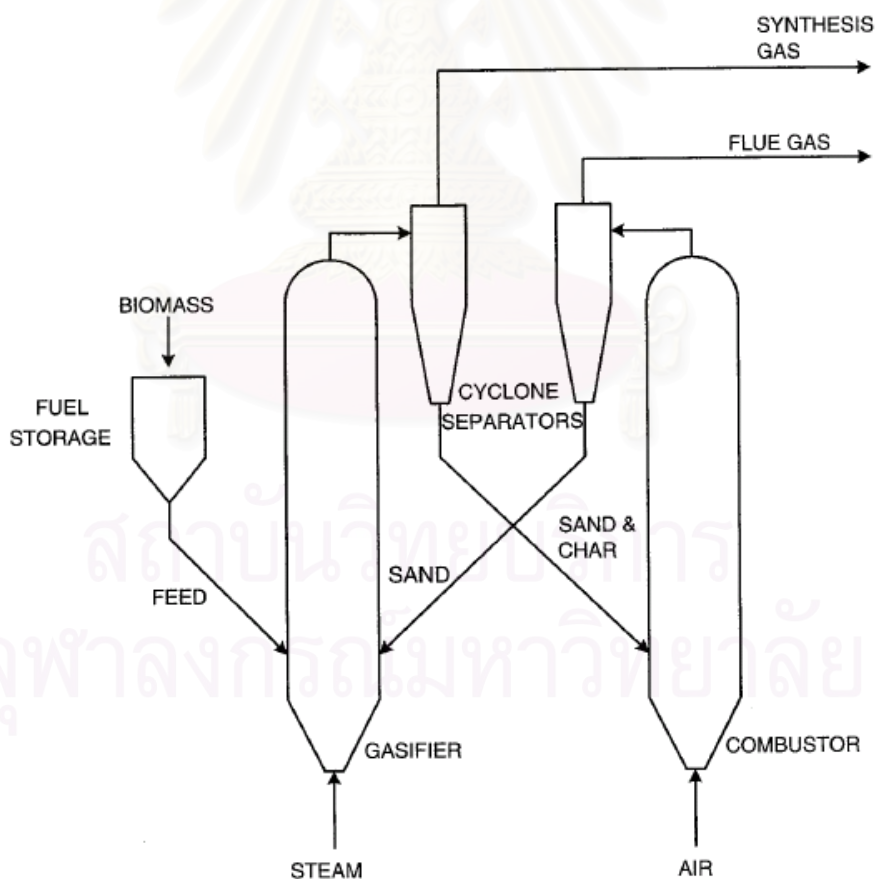 SYNTHESIS
GAS
FLUE GAS
BIOMASS
FUEL
STORAGE
CYCLONE
SEPARATORS
SAND &
CHAR
SAND
FEED
GASIFIER
COMBUSTOR
STEAM
AIR
สถาบันวิทยบริการ
จุฬาลงกรณ์มหาวิทยาลัย